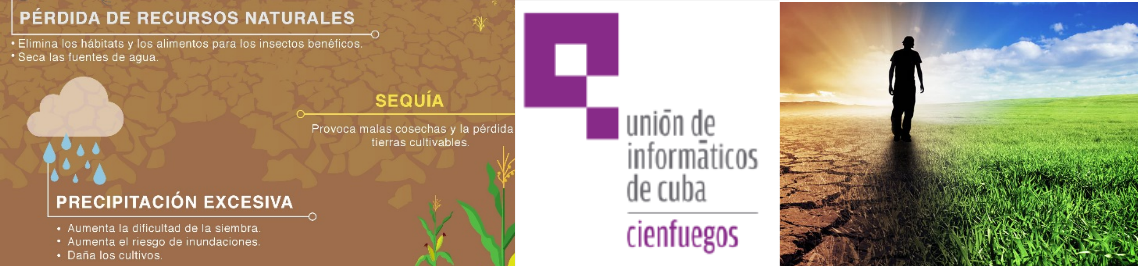 PÉRDIDA DE RECURSOS NATURALES
• Elimina los hábitats y los alimentos para los insectos benéficos.
• Seca las fuentes de agua.
SEQUÍA
Provoca malas cosechas y la pérdida
tierras cultivables.
PRECIPITACIÓN EXCESIVA
• Aumenta la dificultad de la siembra.
• Aumenta el riesgo de inundaciones.
• Daña los cultivos.
unión de
informáticos
de cuba
cienfuegos